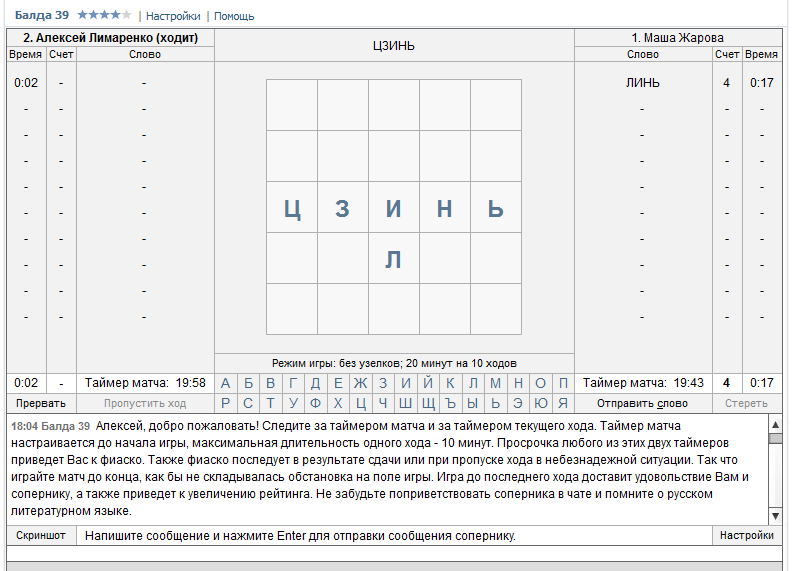 Балда 39 | Настройки | Помощь
2. Алексей Лимаренко (ходит)
Время Счет Слово
0:02 - -
- - -
- - -
- - -
- - -
- - -
- - -
- - -
- - -
- - -
ЦЗИНЬ
1. Маша Жарова
Слово Счет Время
ЛИНЬ 4 0:17
- - -
- - -
- - -
- - -
- - -
- - -
- - -
- - -
- - -
Ц З И Н Ь
Л
Режим игры: без узелков; 20 минут на 10 ходов
0:02 - Таймер матча: 19:58
А Б В Г Д Е Ж З И Й К Л М Н О П
Таймер матча: 19:43 4 0:17
Прервать Пропустить ход
Р С Т У Ф Х Ц Ч Ш Щ Ъ Ы Ь Э Ю Я
Отправить слово Стереть
18:04 Балда 39 Алексей, добро пожаловать! Следите за таймером матча и за таймером текущего хода. Таймер матча
настраивается до начала игры, максимальная длительность одного хода - 10 минут. Просрочка любого из этих двух таймеров
приведет Вас к фиаско. Также фиаско последует в результате сдачи или при пропуске хода в небезнадежной ситуации. Так что
играйте матч до конца, как бы не складывалась обстановка на поле игры. Игра до последнего хода доставит удовольствие Вам и
сопернику, а также приведет к увеличению рейтинга. Не забудьте поприветствовать соперника в чате и помните о русском
литературном языке.
Скриншот Напишите сообщение и нажмите Enter для отправки сообщения сопернику. Настройки